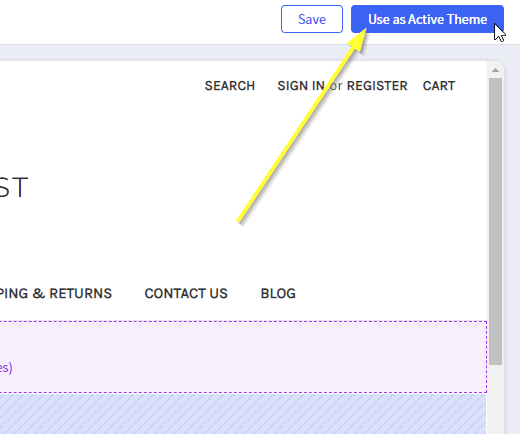 Save Use as Active Theme
SEARCH SIGN IN or REGISTER CART
ST
PING & RETURNS CONTACT US BLOG
es)